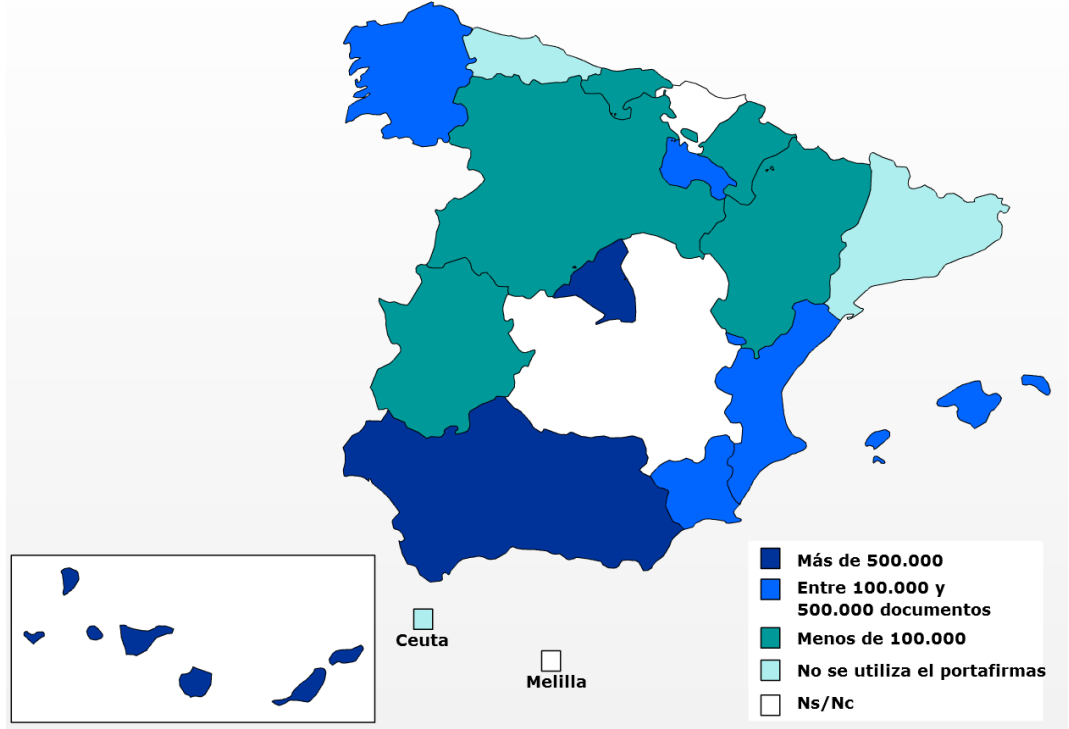 Ceuta
Melilla
Más de 500.000
Entre 100.000 y
500.000 documentos
Menos de 100.000
No se utiliza el portafirmas
Ns/Nc